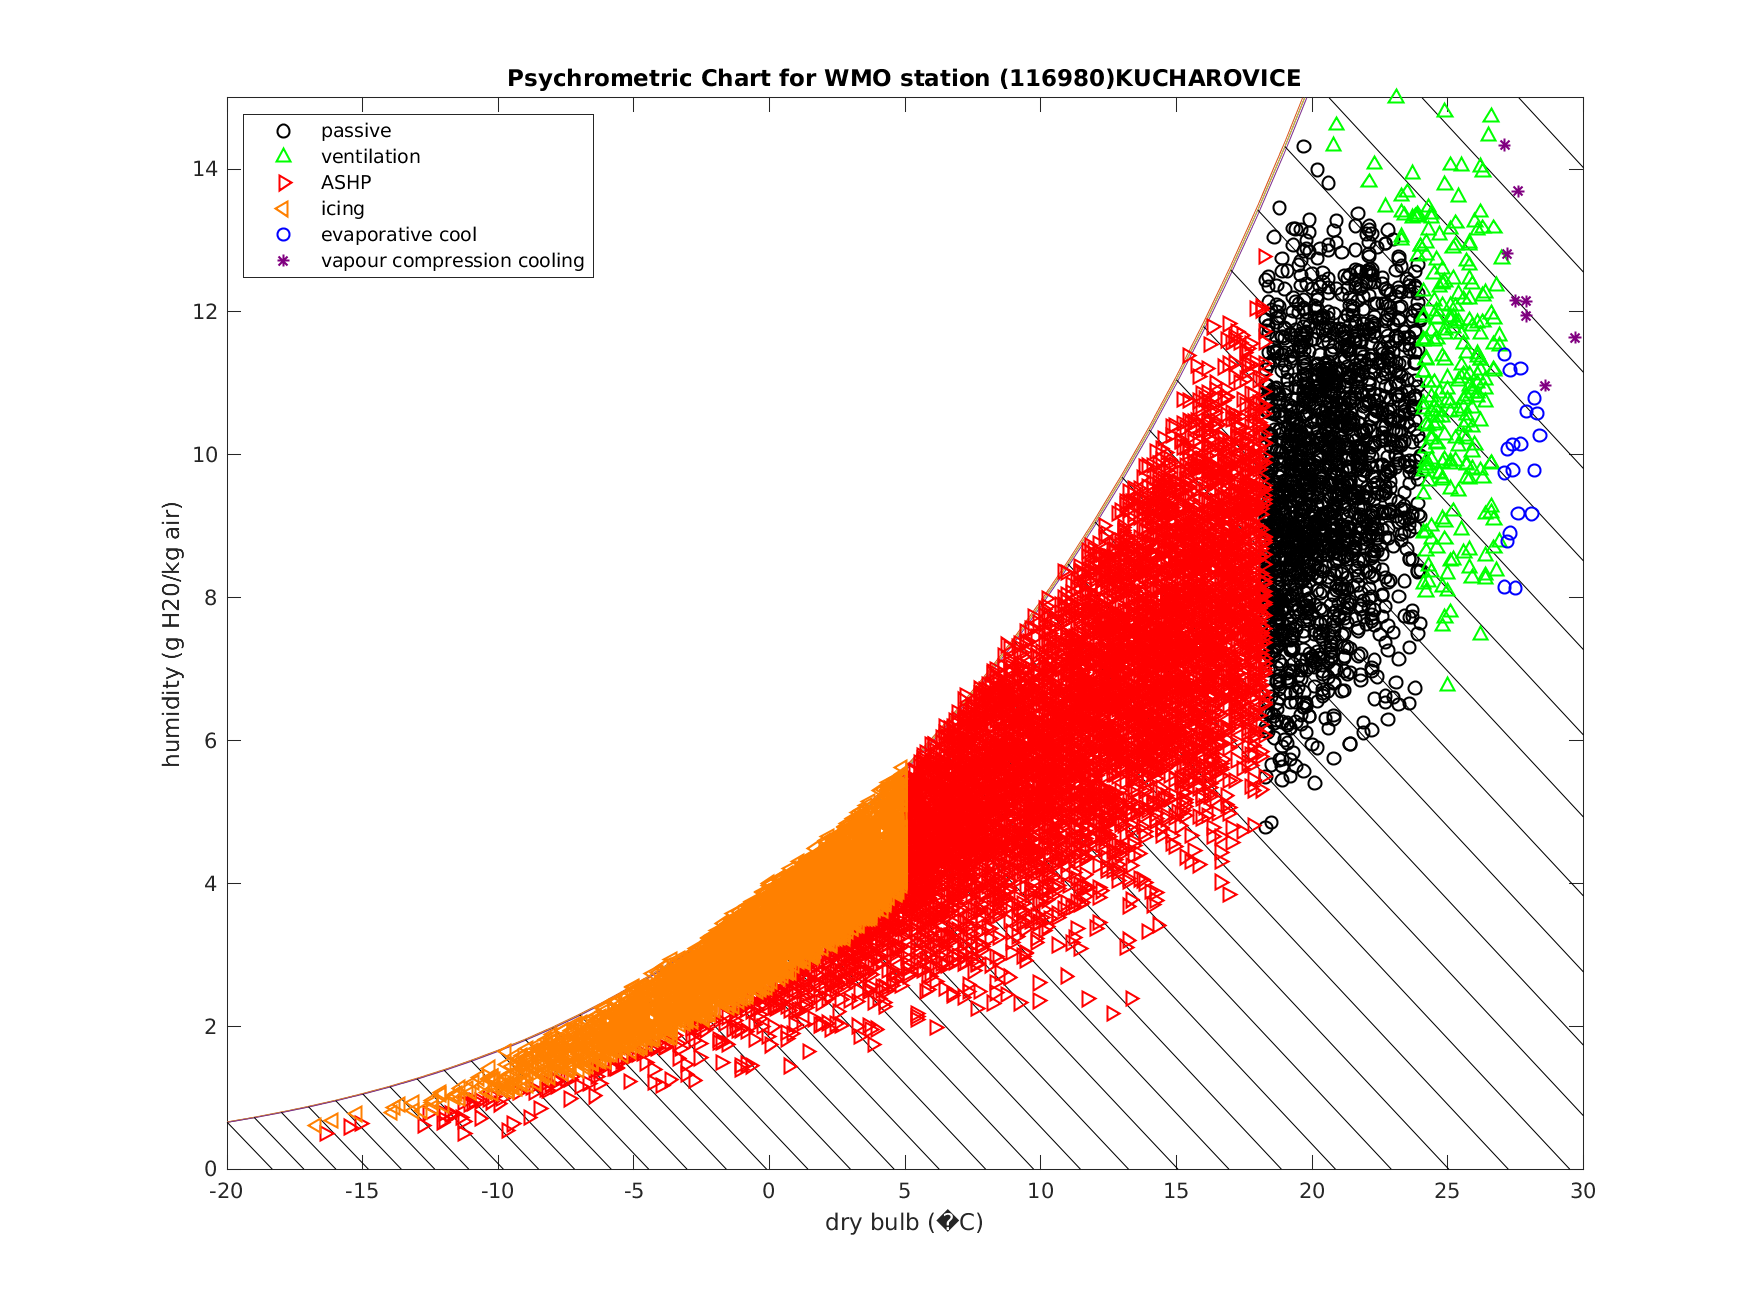 Psychrometric Chart for WMO station (116980)KUCHAROVICE
passive
ventilation
ASHP
icing
evaporative cool
vapour compression cooling
14
12
10
8
6
4
2
0
humidity (g H20/kg air)
-20 -15 -10 -5 0 5 10 15 20 25 30
dry bulb (�C)